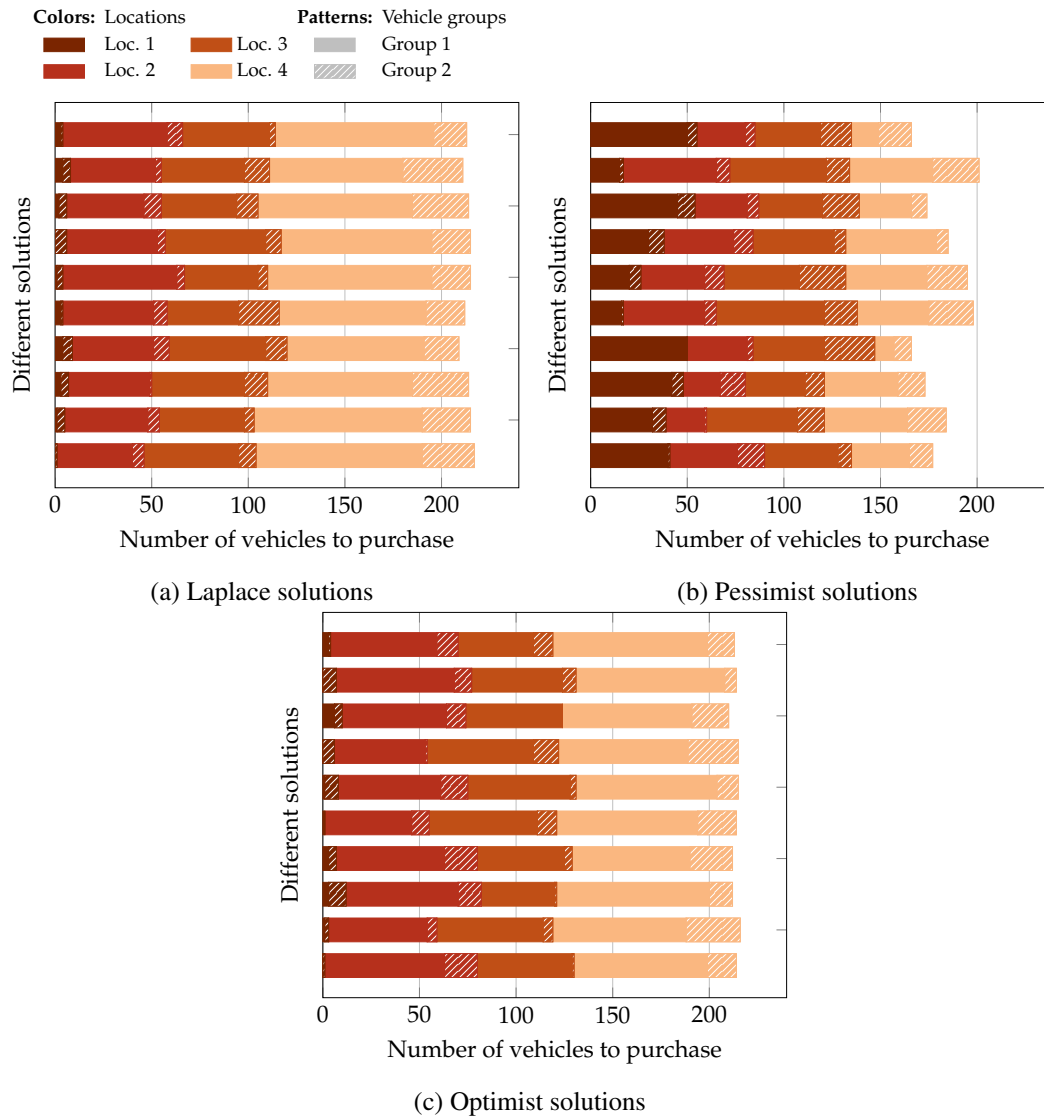 Colors: Locations Patterns: Vehicle groups
Loc. 1 Loc. 3 Group 1
Loc. 2 Loc. 4 Group 2
Different solutions
0 50 100 150 200
Number of vehicles to purchase
(a) Laplace solutions
Different solutions
0 50 100 150 200
Number of vehicles to purchase
(b) Pessimist solutions
Different solutions
0 50 100 150 200
Number of vehicles to purchase
(c) Optimist solutions